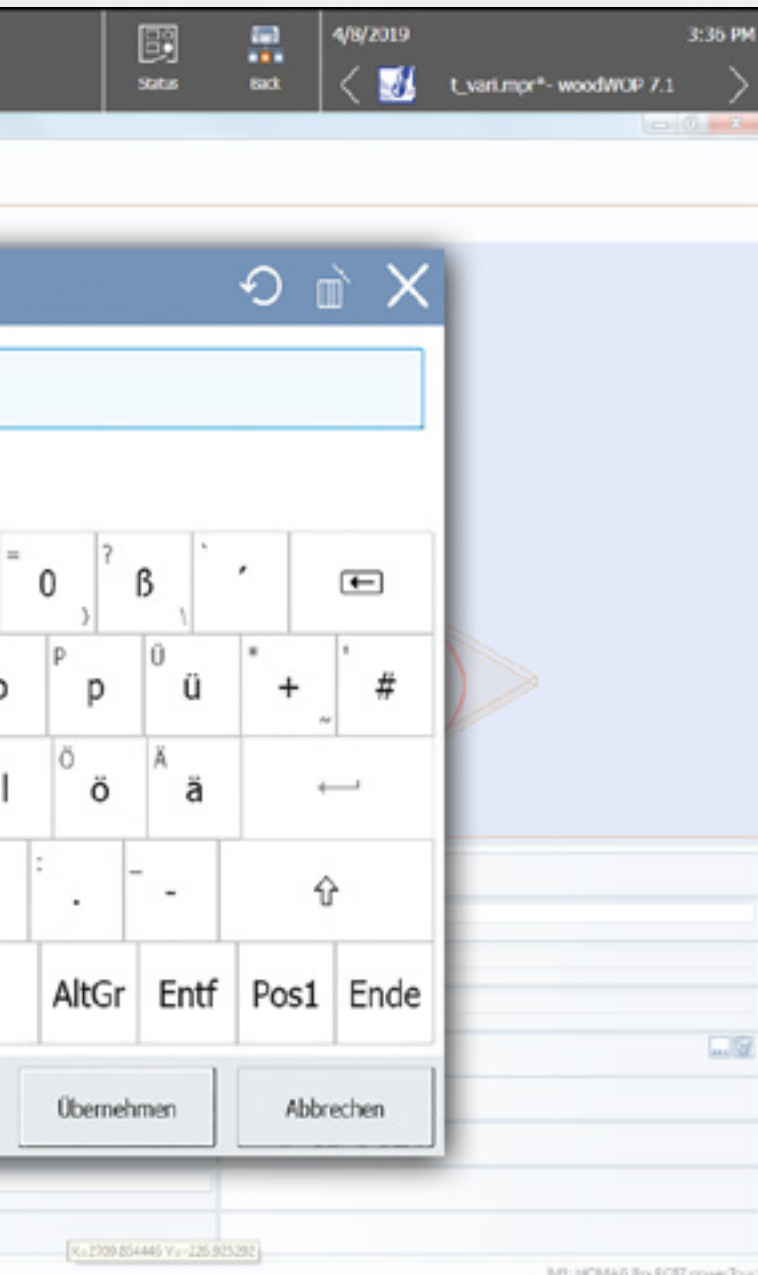 4/8/2019 3:36 PM
Status Back t_vari.mpr*- woodWOP 7.1
= 0 } ? ß \ ` ´
P p Ü ü * + ~ ' #
l Ö ö Ä ä
: . _ -
AltGr Entf Pos1 Ende
Übernehmen Abbrechen